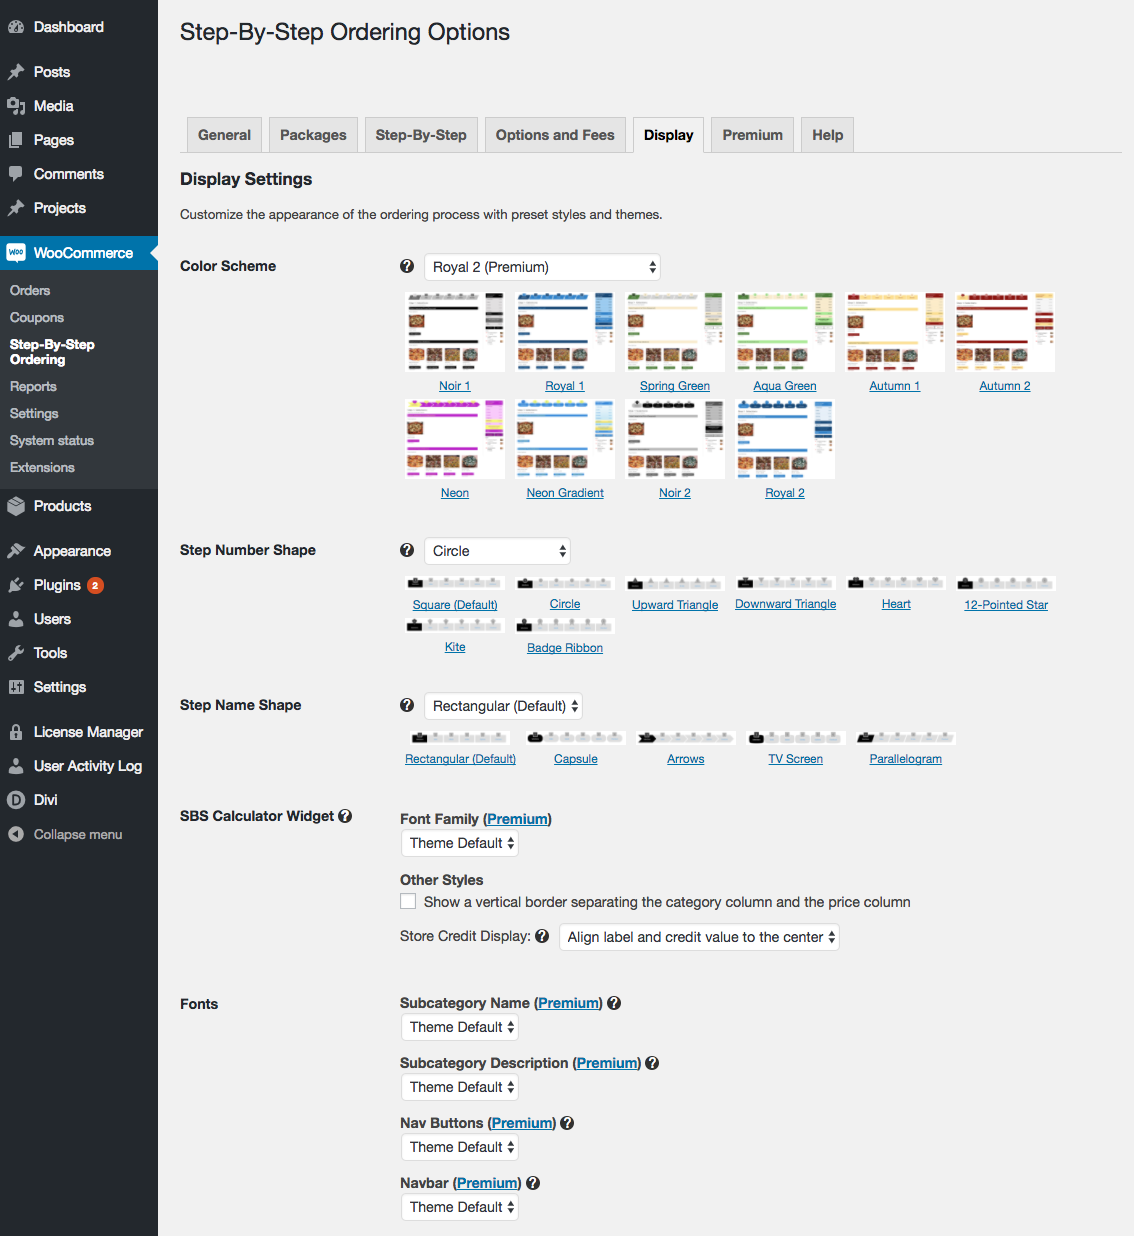 Dashboard
Posts
Media
Pages
Comments
Projects
WOO
WooCommerce
Orders
Coupons
Step-By-Step
Ordering
Reports
Settings
System status
Extensions
Products
Appearance
Plugins 2
Users
Tools
Settings
License Manager
User Activity Log
D Divi
Collapse menu
Step-By-Step Ordering Options
General Packages Step-By-Step Options and Fees Display Premium Help
Display Settings
Customize the appearance of the ordering process with preset styles and themes.
Color Scheme ? Royal 2 (Premium)
Noir 1 Royal 1 Spring Green Aqua Green Autumn 1 Autumn 2
Neon Neon Gradient Noir 2 Royal 2
Step Number Shape ? Circle
Square (Default) Circle Upward Triangle Downward Triangle Heart 12-Pointed Star
Kite Badge Ribbon
Step Name Shape ? Rectangular (Default)
Rectangular (Default) Capsule Arrows TV Screen Parallelogram
SBS Calculator Widget ?
Font Family (Premium)
Theme Default
Other Styles
Show a vertical border separating the category column and the price column
Store Credit Display: ? Align label and credit value to the center
Fonts
Subcategory Name (Premium) ?
Theme Default
Subcategory Description (Premium) ?
Theme Default
Nav Buttons (Premium) ?
Theme Default
Navbar (Premium) ?
Theme Default